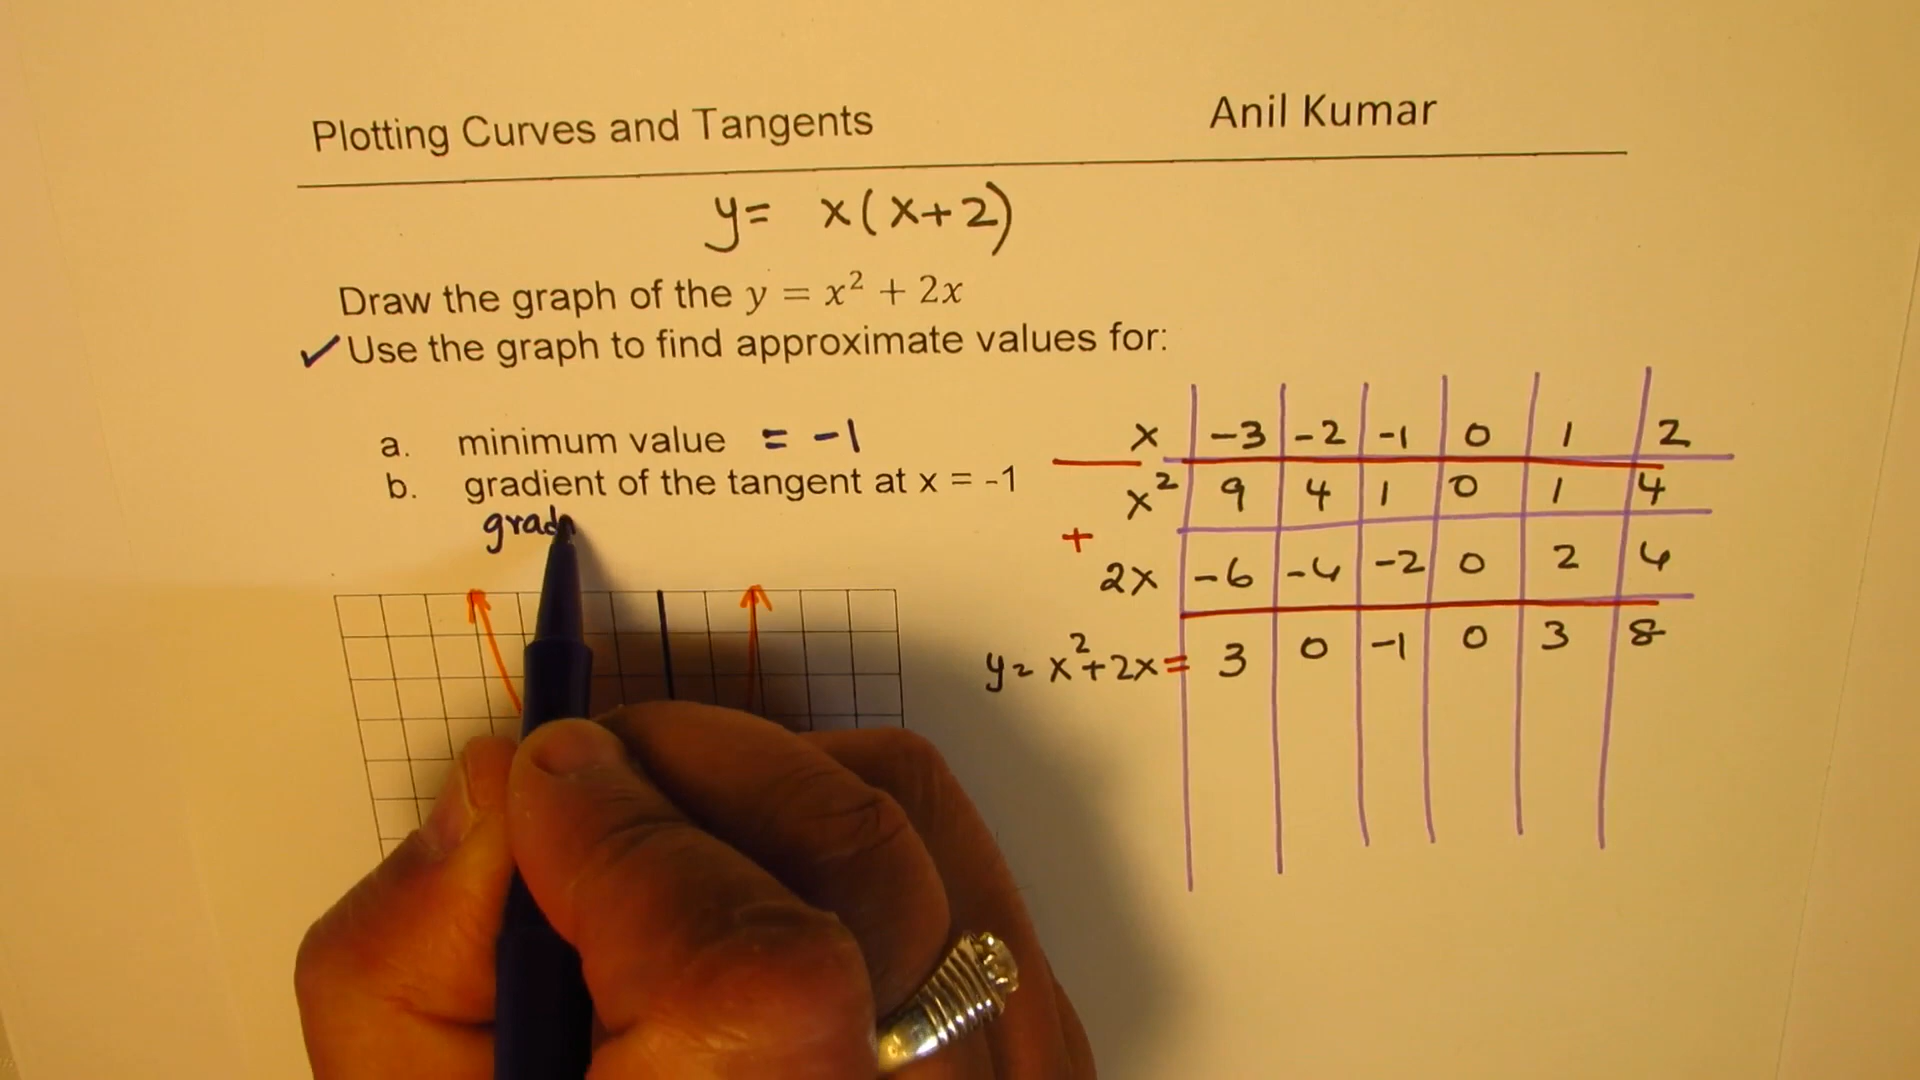 Plotting Curves and Tangents Anil Kumar
y = x(x+2)
Draw the graph of the y = x² + 2x
✓ Use the graph to find approximate values for:
a. minimum value = -1
b. gradient of the tangent at x = -1
grad
x -3 -2 -1 0 1 2
x² 9 4 1 0 1 4
+
2x -6 -4 -2 0 2 4
y = x²+2x = 3 0 -1 0 3 8